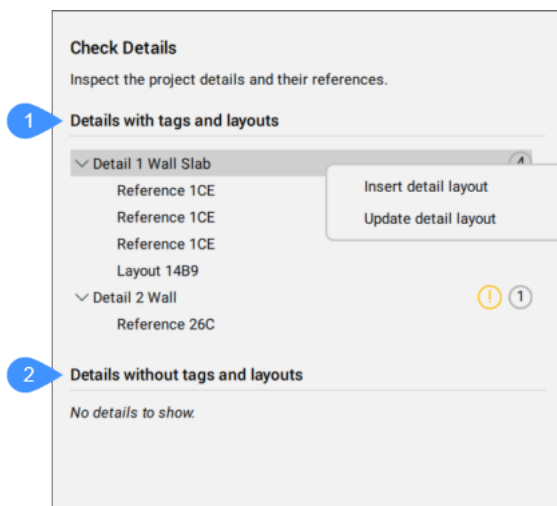 Check Details
Inspect the project details and their references.
1
Details with tags and layouts
Detail 1 Wall Slab
4
Reference 1CE
Insert detail layout
Reference 1CE
Update detail layout
Reference 1CE
Layout 14B9
Detail 2 Wall
! 1
Reference 26C
2
Details without tags and layouts
No details to show.